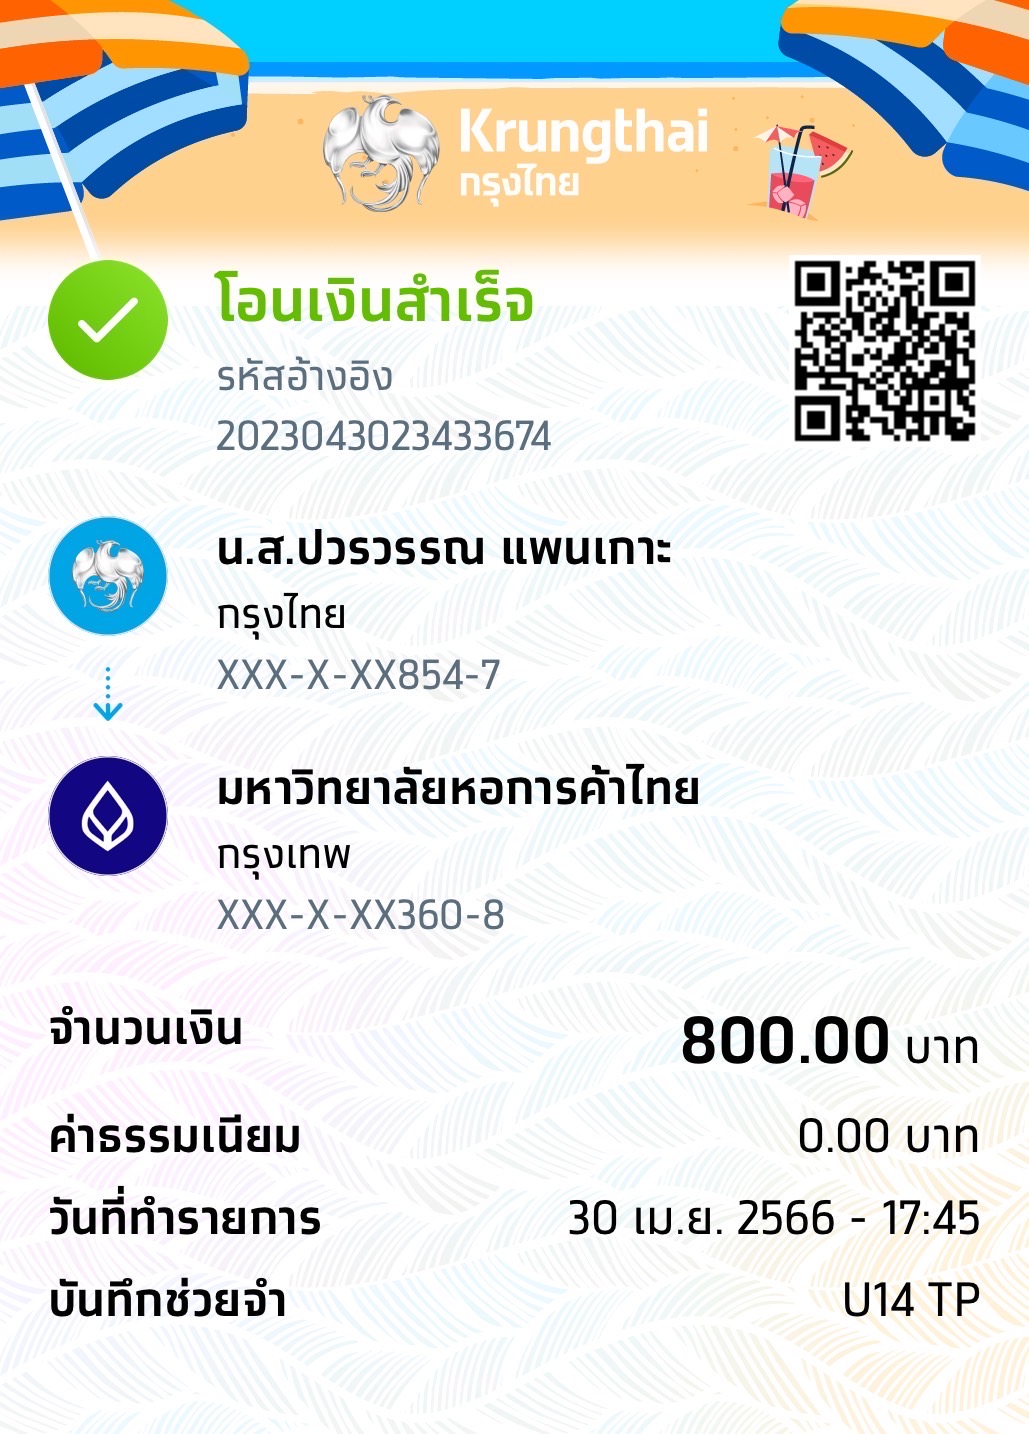 Krungthai
กรุงไทย
โอนเงินสำเร็จ
รหัสอ้างอิง
2023043023433674
น.ส.ปวรวรรณ แพนเกาะ
กรุงไทย
XXX-X-XX854-7
มหาวิทยาลัยหอการค้าไทย
กรุงเทพ
XXX-X-XX360-8
จำนวนเงิน 800.00 บาท
ค่าธรรมเนียม 0.00 บาท
วันที่ทำรายการ 30 เม.ย. 2566 - 17:45
บันทึกช่วยจำ U14 TP